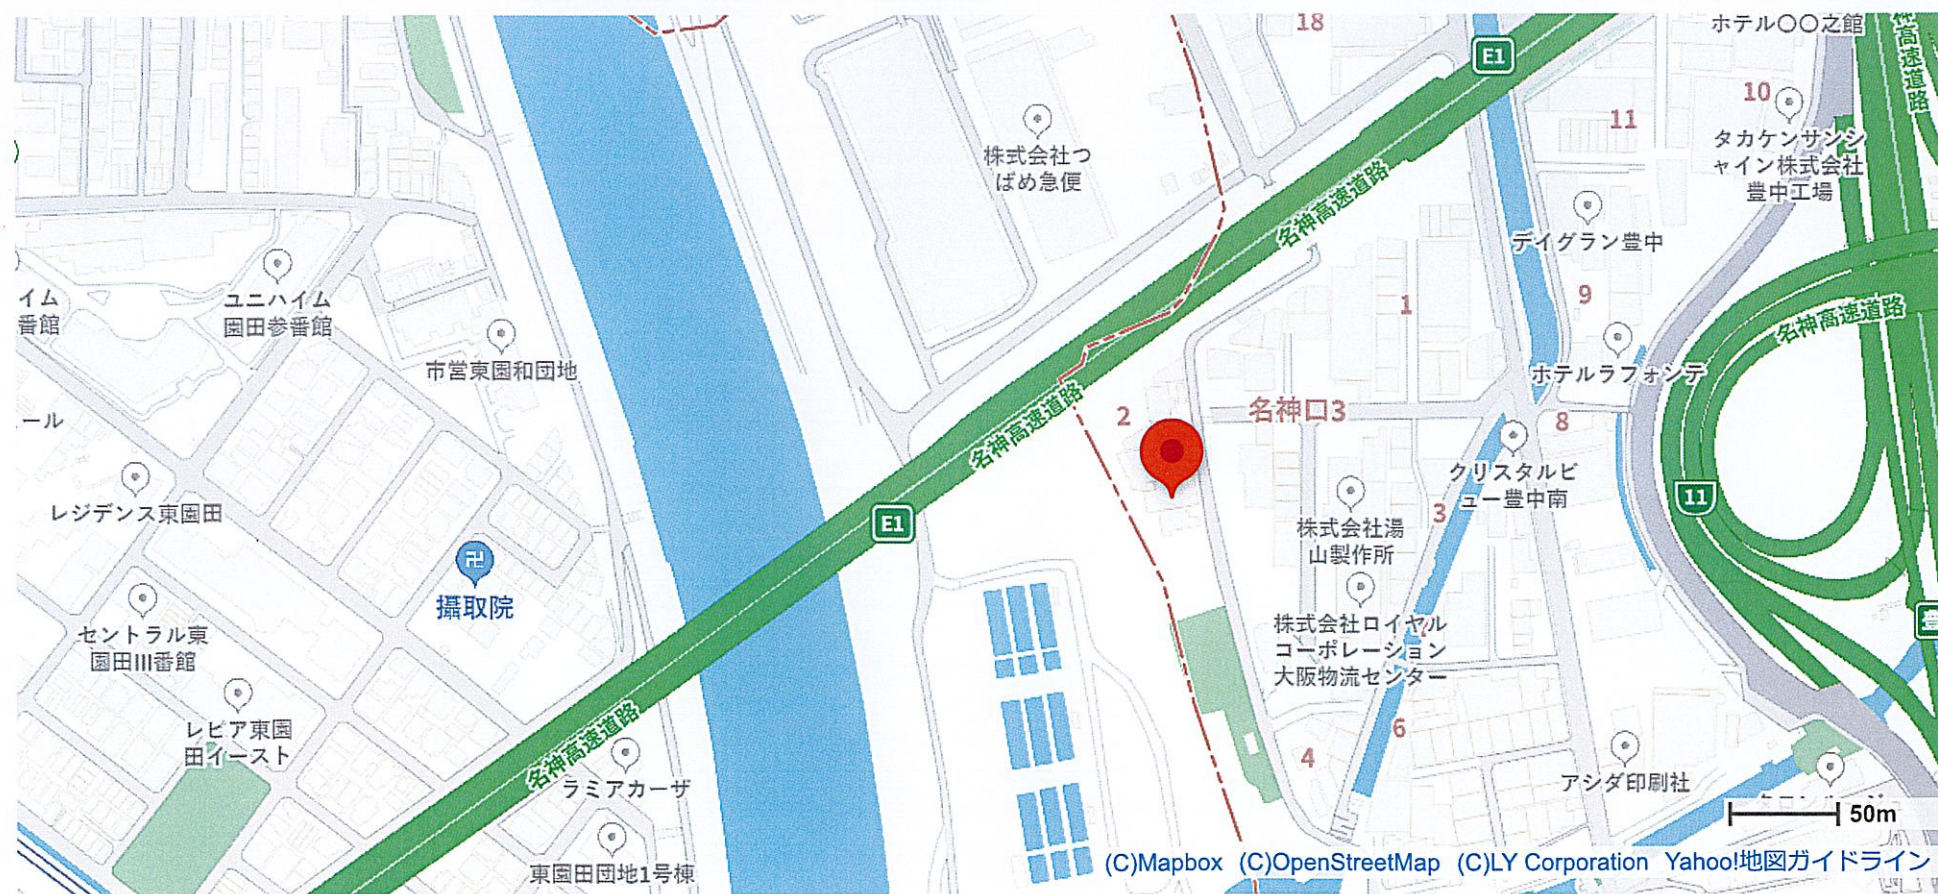 18
E1
ホテル〇〇之館
名神高速道路
10
11
タカケンサンシ
ャイン株式会社
豊中工場
株式会社つ
ばめ急便
名神高速道路
デイグラン豊中
イム
番館
ユニハイム
園田参番館
1
9
名神高速道路
市営東園和団地
ホテルラフォンテ
ール
名神高速道路
2
名神口3
8
レジデンス東園田
クリスタルビ
ュー豊中南
11
E1
3
株式会社湯
山製作所
卍
攝取院
セントラル東
園田III番館
株式会社ロイヤル
コーポレーション
大阪物流センター
レピア東園
田イースト
名神高速道路
6
4
ラミアカーザ
アシダ印刷社
50m
東園田団地1号棟
(C)Mapbox (C)OpenStreetMap (C)LY Corporation Yahoo!地図ガイドライン